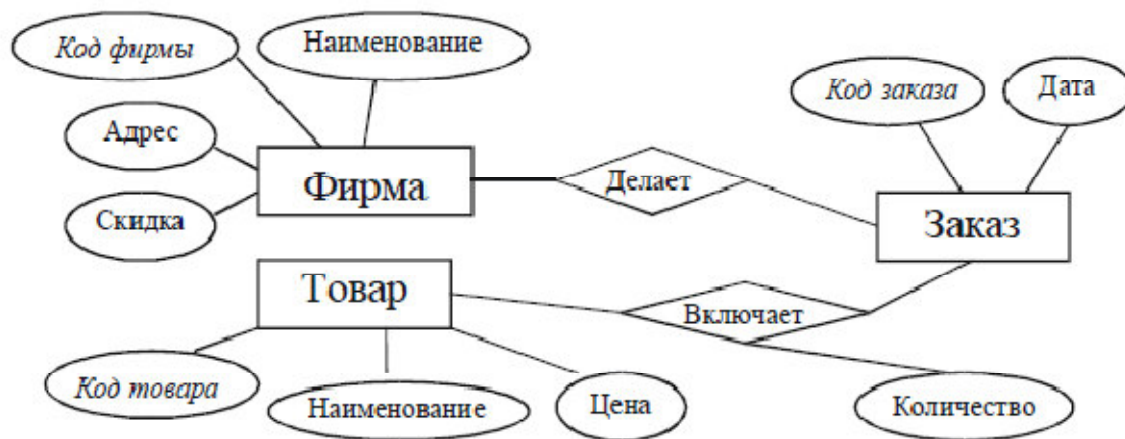 Код фирмы
Наименование
Код заказа
Дата
Адрес
Фирма
Делает
Скидка
Заказ
Товар
Включает
Код товара
Наименование
Цена
Количество